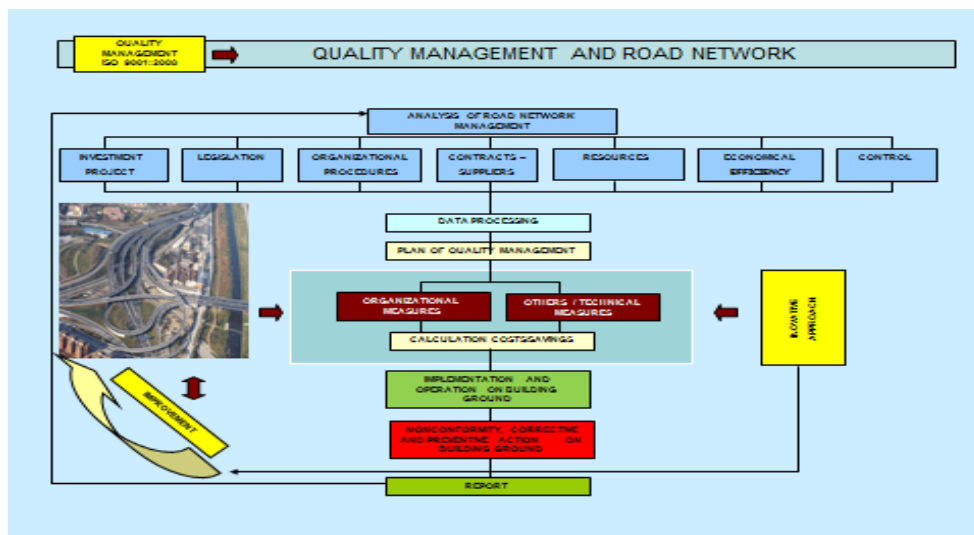 QUALITY
MANAGEMENT
ISO 9001:2008
QUALITY MANAGEMENT AND ROAD NETWORK
ANALYSIS OF ROAD NETWORK
MANAGEMENT
INVESTMENT
PROJECT
LEGISLATION
ORGANIZATIONAL
PROCEDURES
CONTRACTS –
SUPPLIERS
RESOURCES
ECONOMICAL
EFFICIENCY
CONTROL
DATA PROCESSING
PLAN OF QUALITY MANAGEMENT
ORGANIZATIONAL
MEASURES
OTHERS / TECHNICAL
MEASURES
CALCULATION COSTS/SAVINGS
APPROACH
IMPROVEMENT
IMPLEMENTATION AND
OPERATION ON BUILDING
GROUND
NONCONFORMITY, CORRECTIVE
AND PREVENTIVE ACTION ON
BUILDING GROUND
REPORT